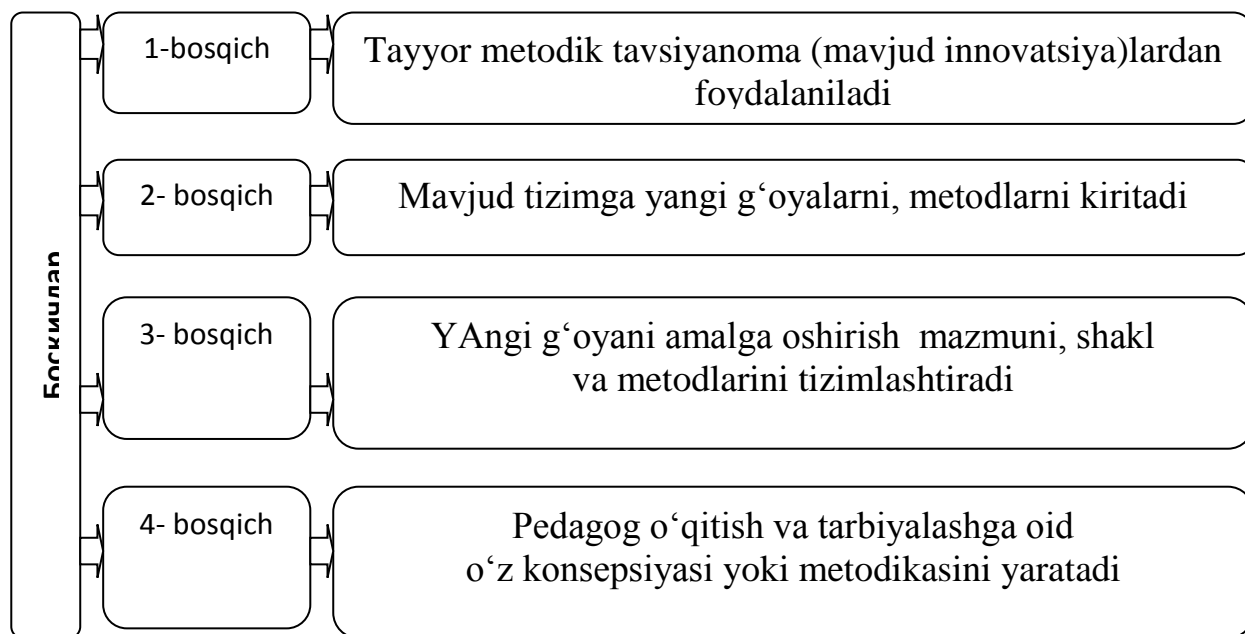 Босқичлар
1-bosqich
Tayyor metodik tavsiyanoma (mavjud innovatsiya)lardan
foydalaniladi
2- bosqich
Mavjud tizimga yangi g‘oyalarni, metodlarni kiritadi
3- bosqich
YAngi g‘oyani amalga oshirish mazmuni, shakl
va metodlarini tizimlashtiradi
4- bosqich
Pedagog o‘qitish va tarbiyalashga oid
o‘z konsepsiyasi yoki metodikasini yaratadi